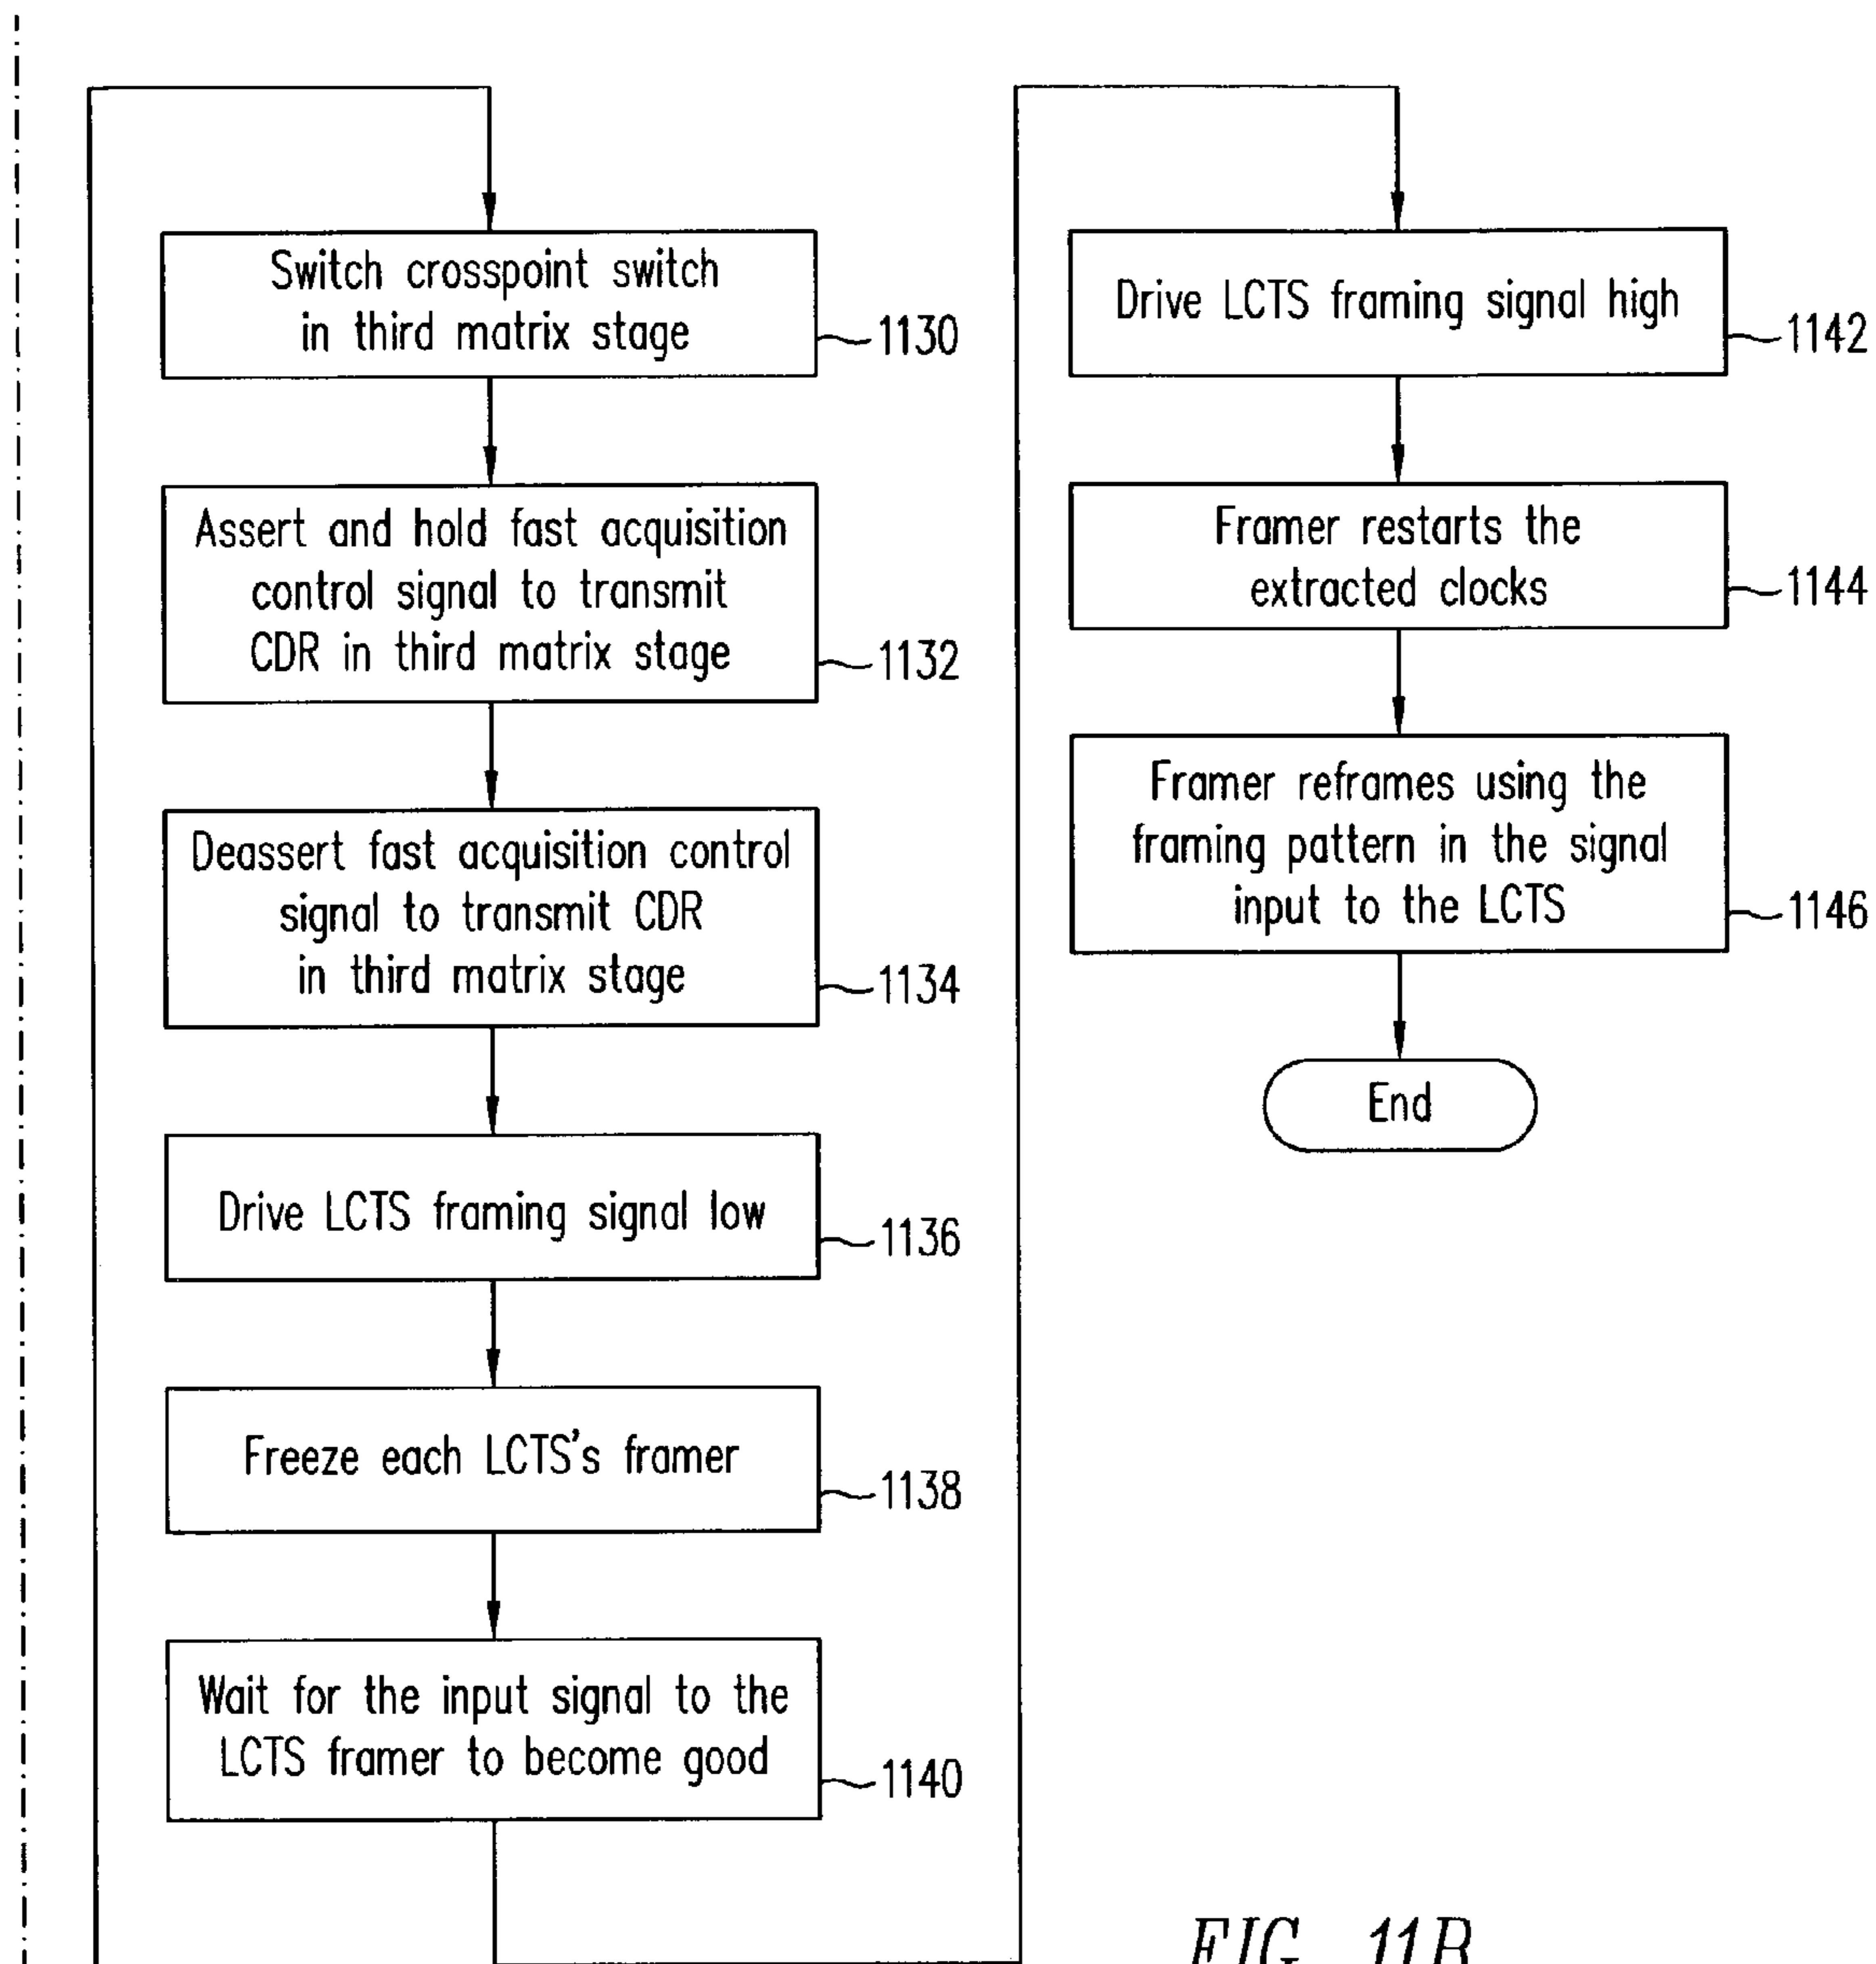 Switch crosspoint switch
in third matrix stage
1130
Assert and hold fast acquisition
control signal to transmit
CDR in third matrix stage
1132
Deassert fast acquisition control
signal to transmit CDR
in third matrix stage
1134
Drive LCTS framing signal low
1136
Freeze each LCTS's framer
1138
Wait for the input signal to the
LCTS framer to become good
1140
Drive LCTS framing signal high
1142
Framer restarts the
extracted clocks
1144
Framer reframes using the
framing pattern in the signal
input to the LCTS
1146
End
FIG. 11B